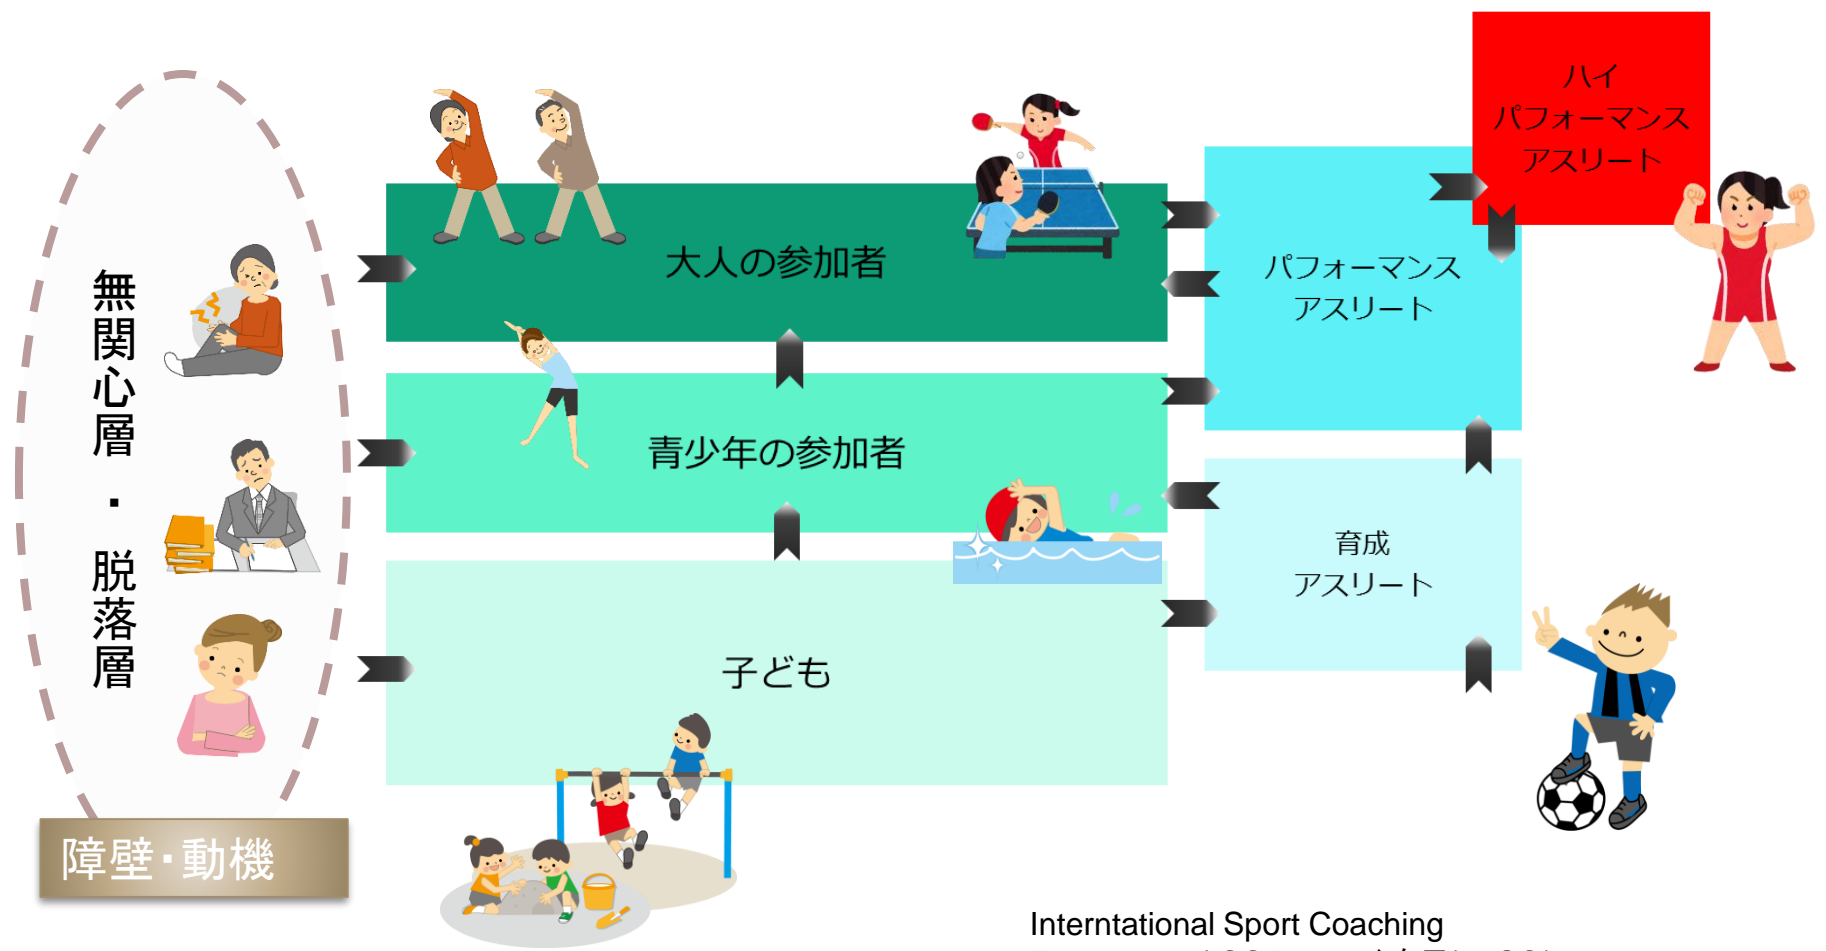 無関心層・脱落層
障壁・動機
大人の参加者
青少年の参加者
子ども
ハイ
パフォーマンス
アスリート
パフォーマンス
アスリート
育成
アスリート
Interntational Sport Coaching